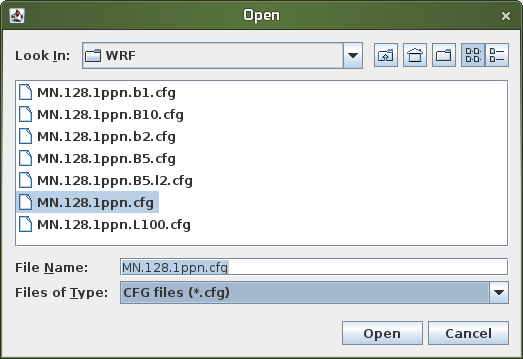 Open
Look In: WRF
MN.128.1ppn.b1.cfg
MN.128.1ppn.B10.cfg
MN.128.1ppn.b2.cfg
MN.128.1ppn.B5.cfg
MN.128.1ppn.B5.l2.cfg
MN.128.1ppn.cfg
MN.128.1ppn.L100.cfg
File Name: MN.128.1ppn.cfg
Files of Type: CFG files (*.cfg)
Open Cancel